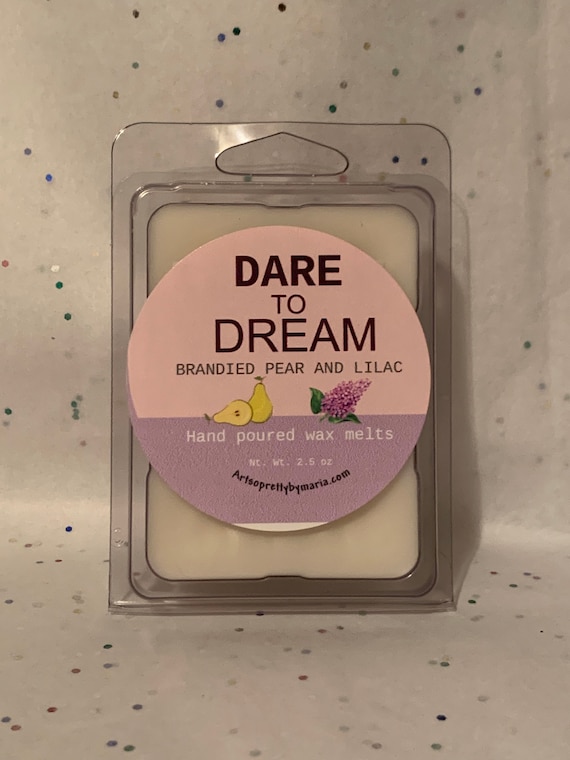 DARE
TO
DREAM
BRANDIED PEAR AND LILAC
Hand poured wax melts
Nt. Wt. 2.5 oz
Artsoprettybymaria.com